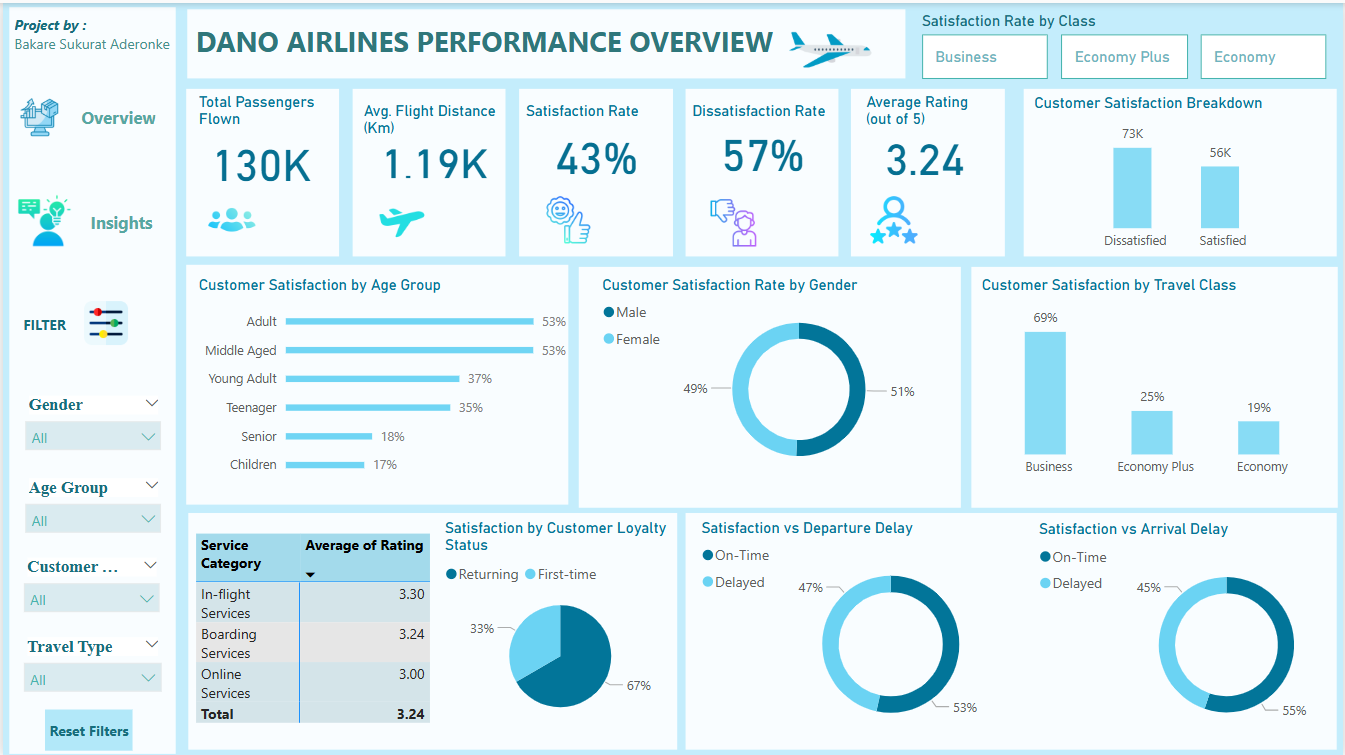 Project by :
Bakare Sukurat Aderonke
Overview
Insights
FILTER
Gender
All
Age Group
All
Customer ...
All
Travel Type
All
Reset Filters
DANO AIRLINES PERFORMANCE OVERVIEW
Satisfaction Rate by Class
Business
Economy Plus
Economy
Total Passengers
Flown
130K
Avg. Flight Distance
(Km)
1.19K
Satisfaction Rate
43%
Dissatisfaction Rate
57%
Average Rating
(out of 5)
3.24
Customer Satisfaction Breakdown
73K
56K
Dissatisfied
Satisfied
Customer Satisfaction by Age Group
Adult 53%
Middle Aged 53%
Young Adult 37%
Teenager 35%
Senior 18%
Children 17%
Customer Satisfaction Rate by Gender
Male
Female
49%
51%
Customer Satisfaction by Travel Class
69%
25%
19%
Business
Economy Plus
Economy
Service
Category
Average of Rating
In-flight
Services
3.30
Boarding
Services
3.24
Online
Services
3.00
Total 3.24
Satisfaction by Customer Loyalty
Status
Returning First-time
33%
67%
Satisfaction vs Departure Delay
On-Time
Delayed
47%
53%
Satisfaction vs Arrival Delay
On-Time
Delayed
45%
55%